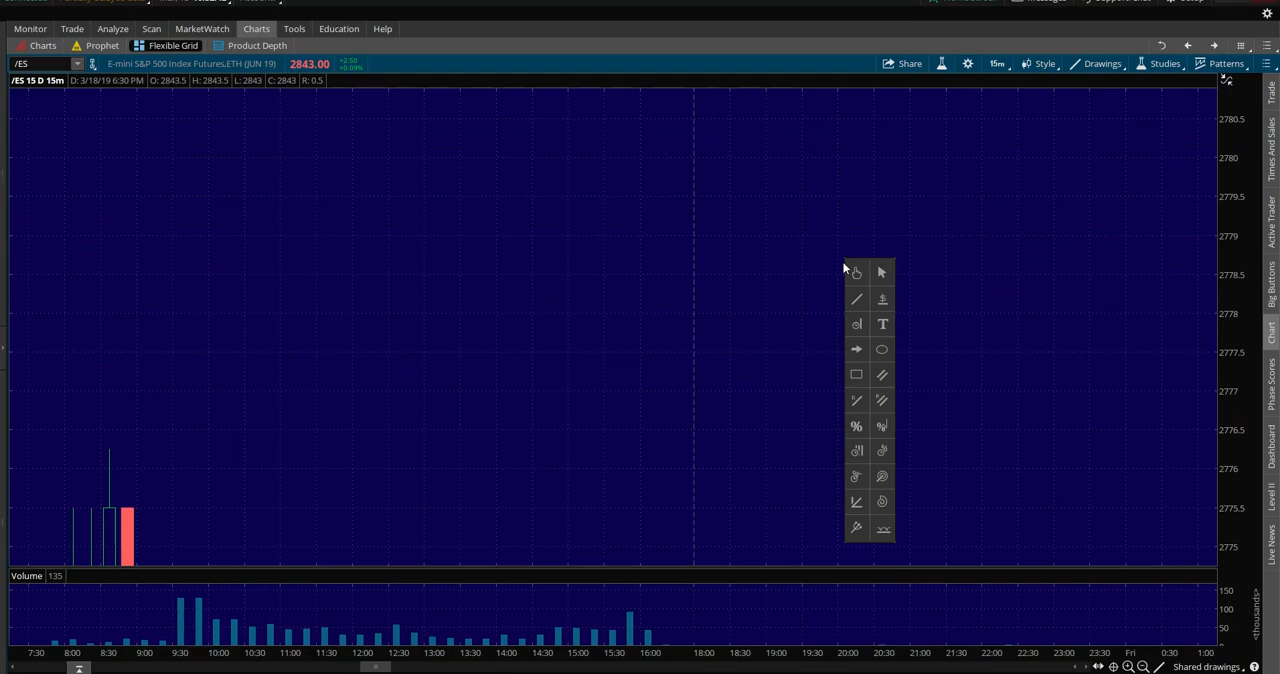 Monitor Trade Analyze Scan MarketWatch Charts Tools Education Help
Charts Prophet Flexible Grid Product Depth
/ES E-mini S&P 500 Index Futures,ETH (JUN 19) 2843.00 +2.50 +0.09% Share 15m Style Drawings Studies Patterns
/ES 15 D 15m D: 3/18/19 6:30 PM O: 2843.5 H: 2843.5 L: 2843 C: 2843 R: 0.5
2780.5
2780
2779.5
2779
2778.5
2778
2777.5
2777
2776.5
2776
2775.5
2775
Trade
Times And Sales
Active Trader
Big Buttons
Chart
Phase Scores
Dashboard
Level II
Live News
Volume 135
150
100
50
<thousands>
7:30 8:00 8:30 9:00 9:30 10:00 10:30 11:00 11:30 12:00 12:30 13:00 13:30 14:00 14:30 15:00 15:30 16:00 18:00 18:30 19:00 19:30 20:00 20:30 21:00 21:30 22:00 22:30 23:00 23:30 Fri 0:30 1:00
Shared drawings